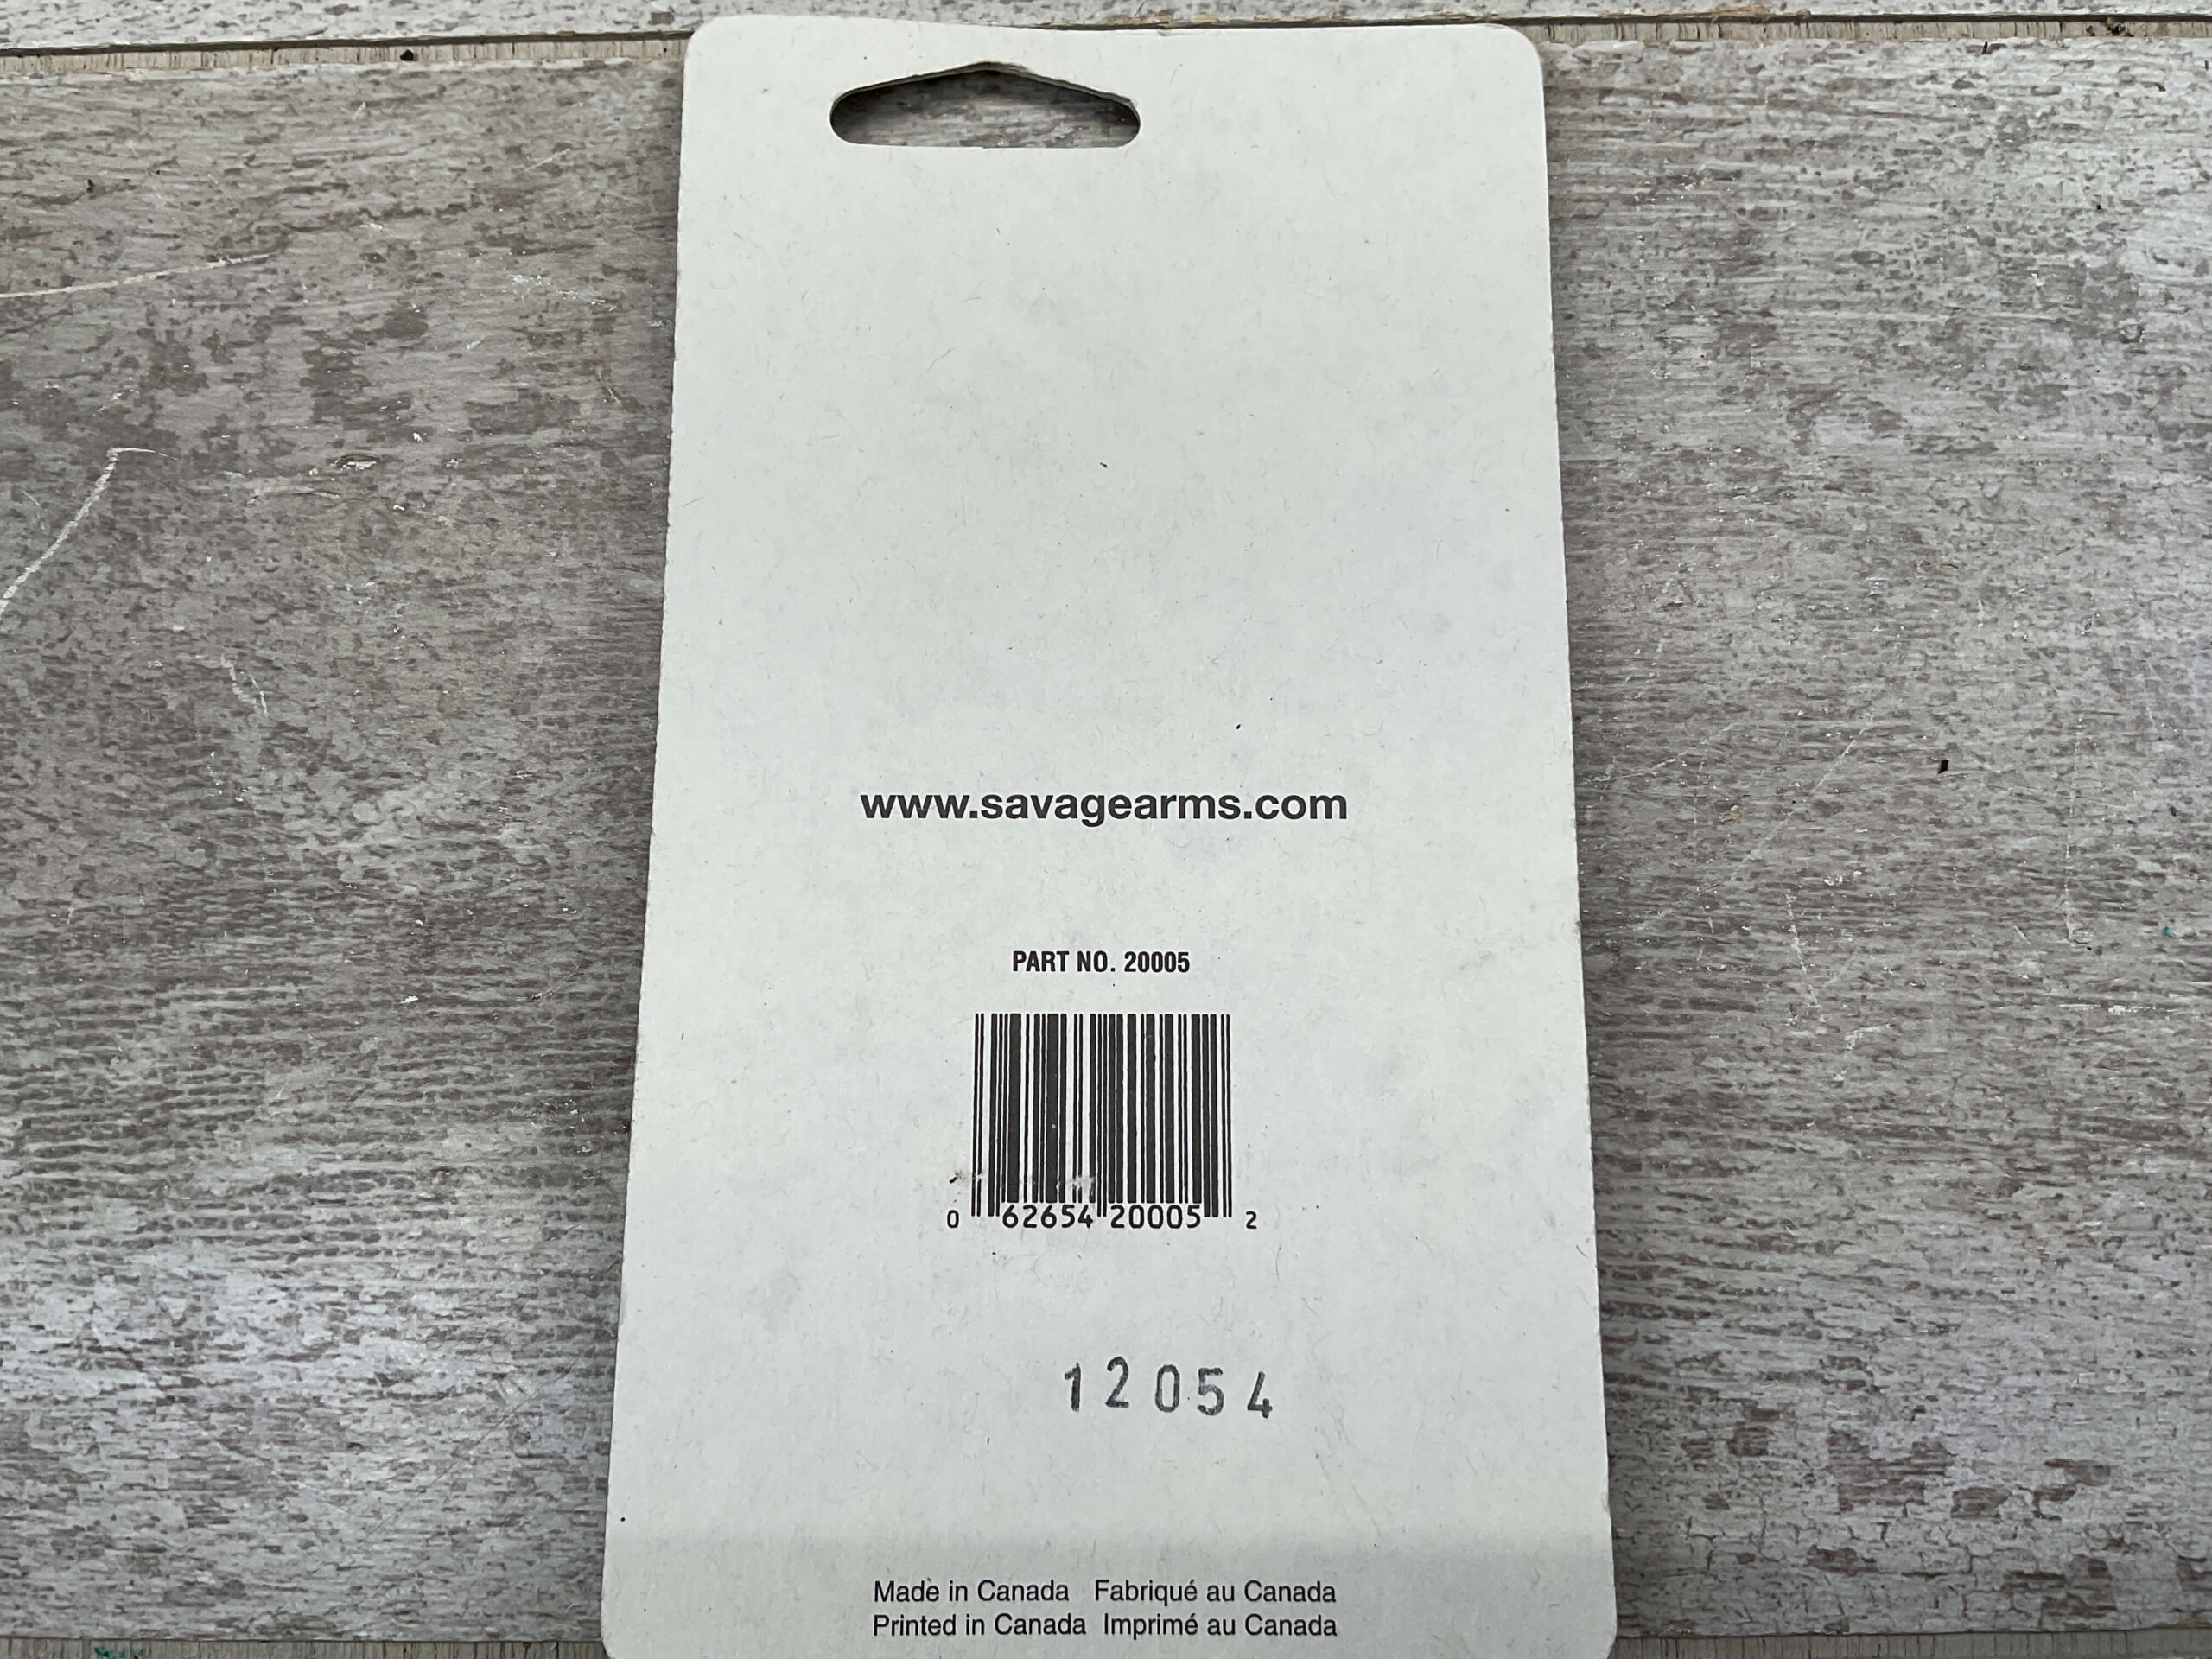 www.savagearms.com
PART NO. 20005
0 62654 20005 2
12054
Made in Canada Fabriqué au Canada
Printed in Canada Imprimé au Canada